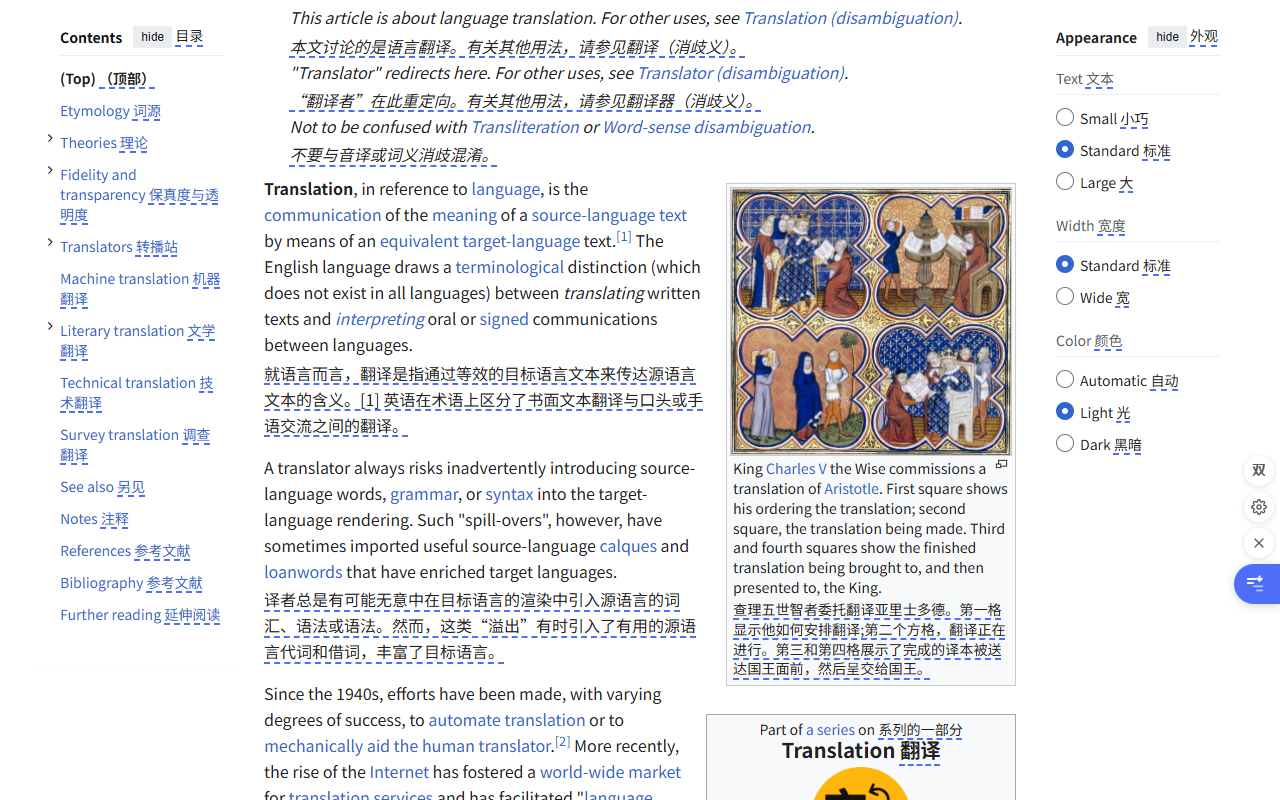 Contents hide 目录
(Top) （顶部）
Etymology 词源
Theories 理论
Fidelity and
transparency 保真度与透
明度
Translators 转播站
Machine translation 机器
翻译
Literary translation 文学
翻译
Technical translation 技
术翻译
Survey translation 调查
翻译
See also 另见
Notes 注释
References 参考文献
Bibliography 参考文献
Further reading 延伸阅读
This article is about language translation. For other uses, see Translation (disambiguation).
本文讨论的是语言翻译。有关其他用法，请参见翻译（消歧义）。
"Translator" redirects here. For other uses, see Translator (disambiguation).
“翻译者”在此重定向。有关其他用法，请参见翻译器（消歧义）。
Not to be confused with Transliteration or Word-sense disambiguation.
不要与音译或词义消歧混淆。
Translation, in reference to language, is the
communication of the meaning of a source-language text
by means of an equivalent target-language text.[1] The
English language draws a terminological distinction (which
does not exist in all languages) between translating written
texts and interpreting oral or signed communications
between languages.
就语言而言，翻译是指通过等效的目标语言文本来传达源语言
文本的含义。[1] 英语在术语上区分了书面文本翻译与口头或手
语交流之间的翻译。
A translator always risks inadvertently introducing source-
language words, grammar, or syntax into the target-
language rendering. Such "spill-overs", however, have
sometimes imported useful source-language calques and
loanwords that have enriched target languages.
译者总是有可能无意中在目标语言的渲染中引入源语言的词
汇、语法或语法。然而，这类“溢出”有时引入了有用的源语
言代词和借词，丰富了目标语言。
Since the 1940s, efforts have been made, with varying
degrees of success, to automate translation or to
mechanically aid the human translator.[2] More recently,
the rise of the Internet has fostered a world-wide market
for translation services and has facilitated "language
King Charles V the Wise commissions a
translation of Aristotle. First square shows
his ordering the translation; second
square, the translation being made. Third
and fourth squares show the finished
translation being brought to, and then
presented to, the King.
查理五世智者委托翻译亚里士多德。第一格
显示他如何安排翻译;第二个方格，翻译正在
进行。第三和第四格展示了完成的译本被送
达国王面前，然后呈交给国王。
Part of a series on 系列的一部分
Translation 翻译
Appearance hide 外观
Text 文本
Small 小巧
Standard 标准
Large 大
Width 宽度
Standard 标准
Wide 宽
Color 颜色
Automatic 自动
Light 光
Dark 黑暗
双